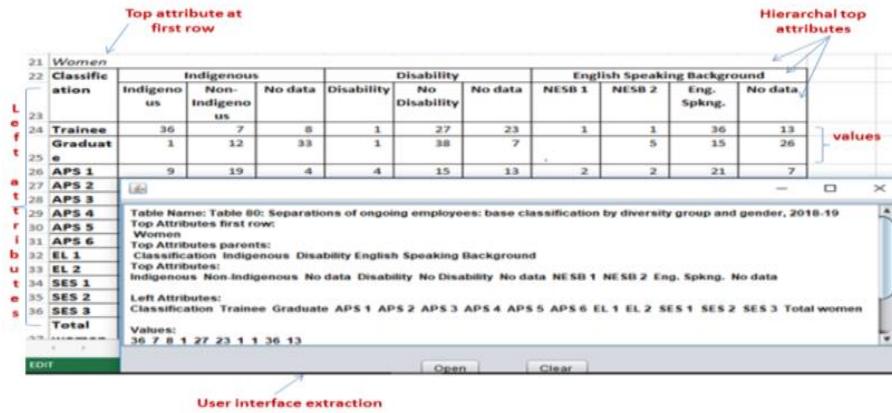 Top attribute at
first row
Hierarchal top
attributes
21 Women
22 Classific Indigenous Disability English Speaking Background
ation Indigeno Non- No data Disability No No data NESB 1 NESB 2 Eng. No data
us Indigeno Disability Spkng.
23 us
24 Trainee 36 7 8 1 27 23 1 1 36 13
Graduat 1 12 33 1 38 7 5 15 26
25 e
26 APS 1 9 19 4 4 15 13 2 2 21 7
values
Left attributes
27 APS 2
28 APS 3
29 APS 4
30 APS 5
31 APS 6
32 EL 1
33 EL 2
34 SES 1
35 SES 2
36 SES 3
Total
Table Name: Table 80: Separations of ongoing employees: base classification by diversity group and gender, 2018-19
Top Attributes first row:
Women
Top Attributes parents:
Classification Indigenous Disability English Speaking Background
Top Attributes:
Indigenous Non-Indigenous No data Disability No Disability No data NESB 1 NESB 2 Eng. Spkng. No data
Left Attributes:
Classification Trainee Graduate APS 1 APS 2 APS 3 APS 4 APS 5 APS 6 EL 1 EL 2 SES 1 SES 2 SES 3 Total women
Values:
36 7 8 1 27 23 1 1 36 13
EDIT
Open Clear
User interface extraction